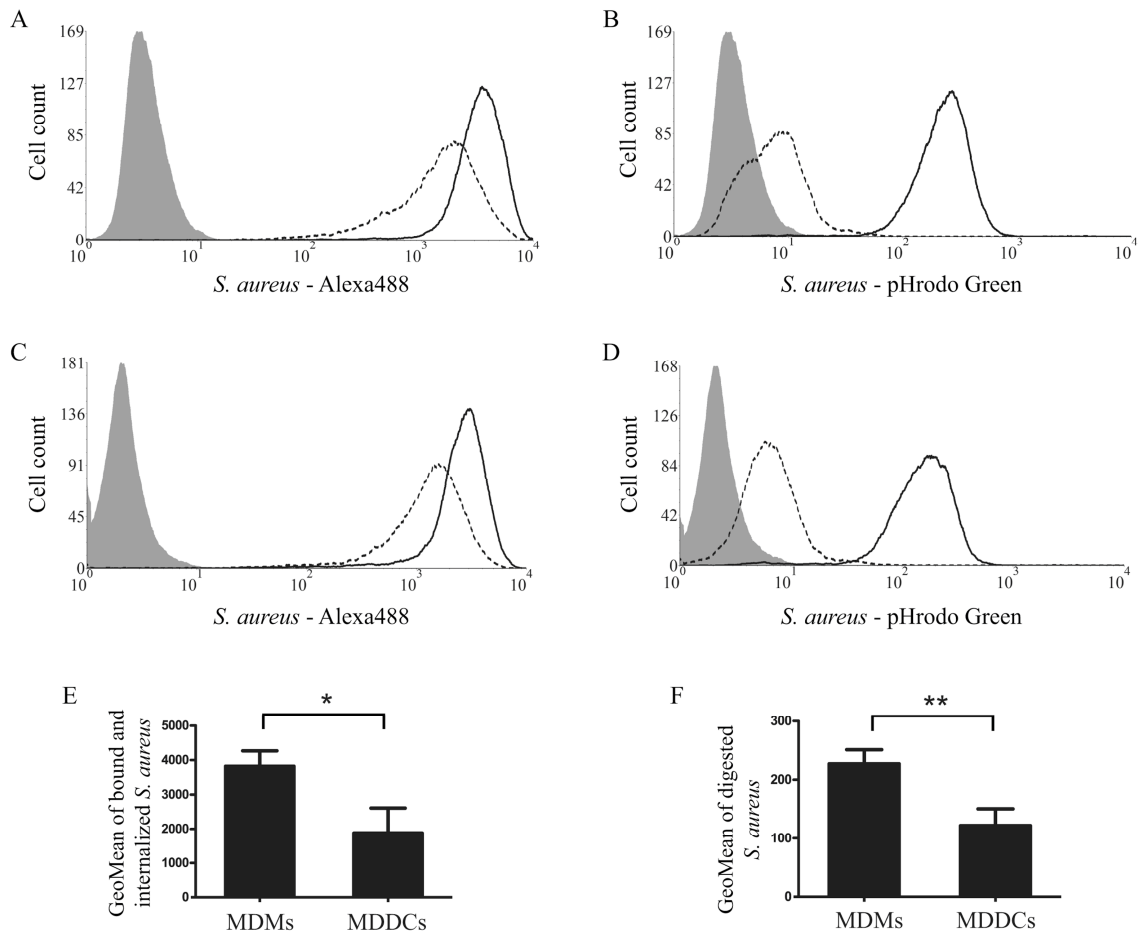 A
169
127
85
42
0
Cell count
10^0
10^1
10^2
10^3
10^4
S. aureus - Alexa488
B
169
127
85
42
0
Cell count
10^0
10^1
10^2
10^3
10^4
S. aureus - pHrodo Green
C
181
136
91
45
0
Cell count
10^0
10^1
10^2
10^3
10^4
S. aureus - Alexa488
D
168
126
84
42
0
Cell count
10^0
10^1
10^2
10^3
10^4
S. aureus - pHrodo Green
E
GeoMean of bound and
internalized S. aureus
5000
4000
3000
2000
1000
0
*
MDMs
MDDCs
F
GeoMean of digested
S. aureus
300
200
100
0
**
MDMs
MDDCs